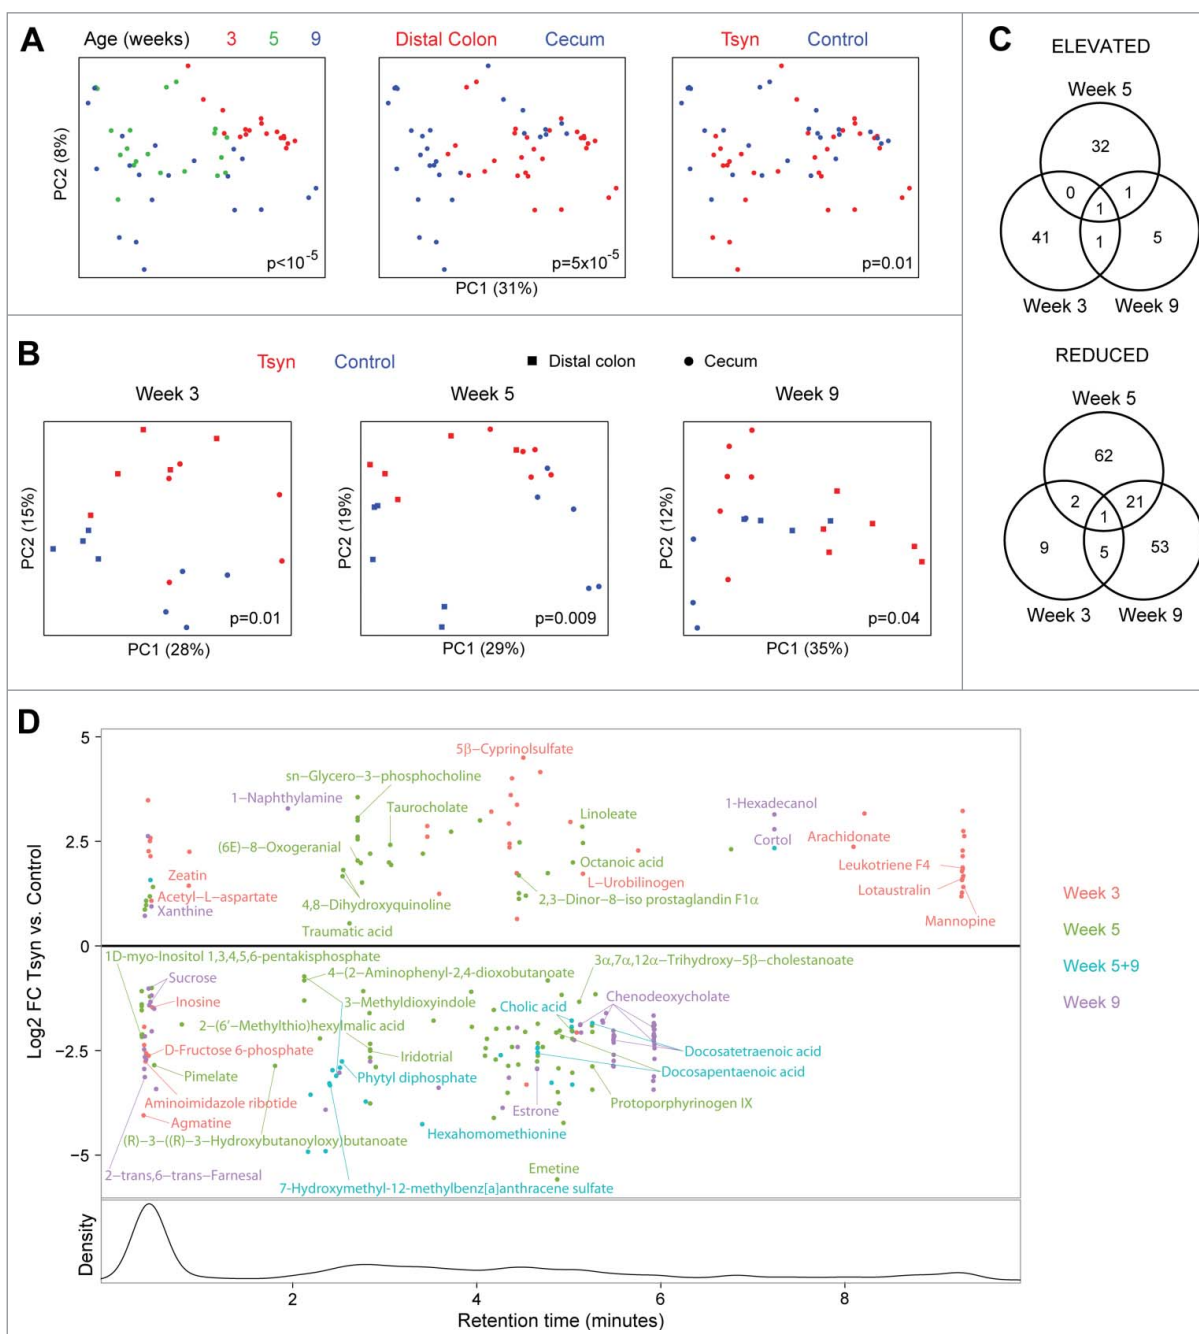 A
Age (weeks) 3 5 9
Distal Colon Cecum
Tsyn Control
PC2 (8%)
p<10⁻⁵
p=5x10⁻⁵
p=0.01
PC1 (31%)
B
Tsyn Control
Distal colon
Cecum
Week 3
Week 5
Week 9
PC2 (15%)
PC2 (19%)
PC2 (12%)
p=0.01
p=0.009
p=0.04
PC1 (28%)
PC1 (29%)
PC1 (35%)
C
ELEVATED
Week 5
32
0
1
1
41
1
5
Week 3
Week 9
REDUCED
Week 5
62
2
1
21
9
5
53
Week 3
Week 9
D
5
2.5
0
−2.5
−5
Log2 FC Tsyn vs. Control
5β−Cyprinolsulfate
sn−Glycero−3−phosphocholine
1−Naphthylamine
Taurocholate
Linoleate
1-Hexadecanol
(6E)−8−Oxogeranial
Cortol
Arachidonate
Octanoic acid
Leukotriene F4
Zeatin
L−Urobilinogen
Acetyl−L−aspartate
Lotaustralin
Xanthine
4,8−Dihydroxyquinoline
2,3−Dinor−8−iso prostaglandin F1α
Mannopine
Traumatic acid
1D-myo-Inositol 1,3,4,5,6-pentakisphosphate
3α,7α,12α−Trihydroxy−5β−cholestanoate
4−(2−Aminophenyl-2,4-dioxobutanoate
Sucrose
Inosine
3−Methyldioxyindole
Cholic acid
Chenodeoxycholate
2−(6′−Methylthio)hexylmalic acid
D-Fructose 6-phosphate
Iridotrial
Docosatetraenoic acid
Pimelate
Phytyl diphosphate
Docosapentaenoic acid
Aminoimidazole ribotide
Protoporphyrinogen IX
Estrone
Agmatine
Hexahomomethionine
(R)−3−((R)−3−Hydroxybutanoyloxy)butanoate
2−trans,6−trans−Farnesal
Emetine
7-Hydroxymethyl-12-methylbenz[a]anthracene sulfate
Week 3
Week 5
Week 5+9
Week 9
Density
2
4
6
8
Retention time (minutes)